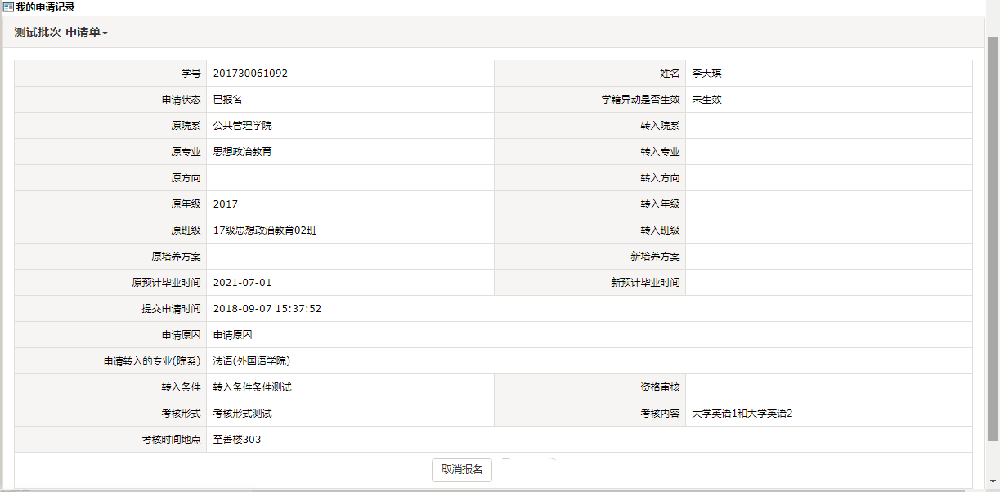 我的申请记录
测试批次 申请单
学号 201730061092 姓名 李天琪
申请状态 已报名 学籍异动是否生效 未生效
原院系 公共管理学院 转入院系
原专业 思想政治教育 转入专业
原方向 转入方向
原年级 2017 转入年级
原班级 17级思想政治教育02班 转入班级
原培养方案 新培养方案
原预计毕业时间 2021-07-01 新预计毕业时间
提交申请时间 2018-09-07 15:37:52
申请原因 申请原因
申请转入的专业(院系) 法语(外国语学院)
转入条件 转入条件条件测试 资格审核
考核形式 考核形式测试 考核内容 大学英语1和大学英语2
考核时间地点 至善楼303
取消报名